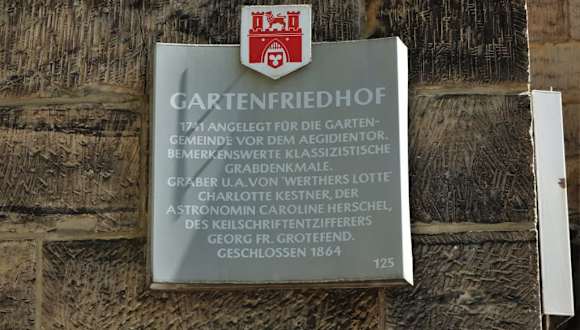 GARTENFRIEDHOF
1741 ANGELEGT FÜR DIE GARTEN-
GEMEINDE VOR DEM AEGIDIENTOR.
BEMERKENSWERTE KLASSIZISTISCHE
GRABDENKMALE.
GRÄBER U.A. VON 'WERTHERS LOTTE'
CHARLOTTE KESTNER, DER
ASTRONOMIN CAROLINE HERSCHEL,
DES KEILSCHRIFTENTZIFFERERS
GEORG FR. GROTEFEND.
GESCHLOSSEN 1864
125